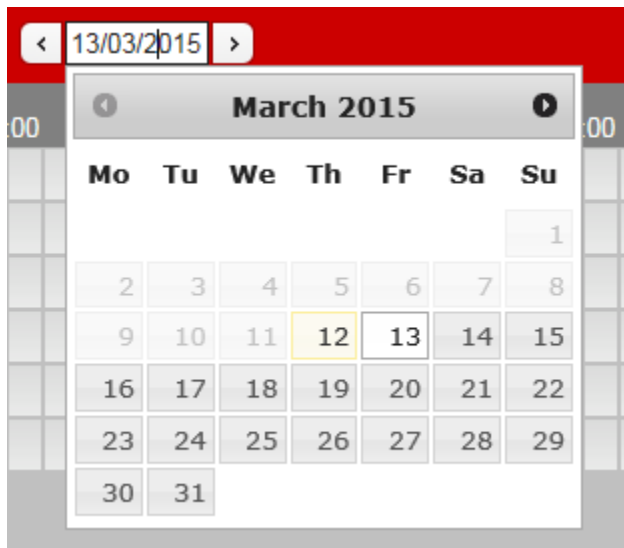 13/03/2015
March 2015
:00 :00
Mo Tu We Th Fr Sa Su
1
2 3 4 5 6 7 8
9 10 11 12 13 14 15
16 17 18 19 20 21 22
23 24 25 26 27 28 29
30 31